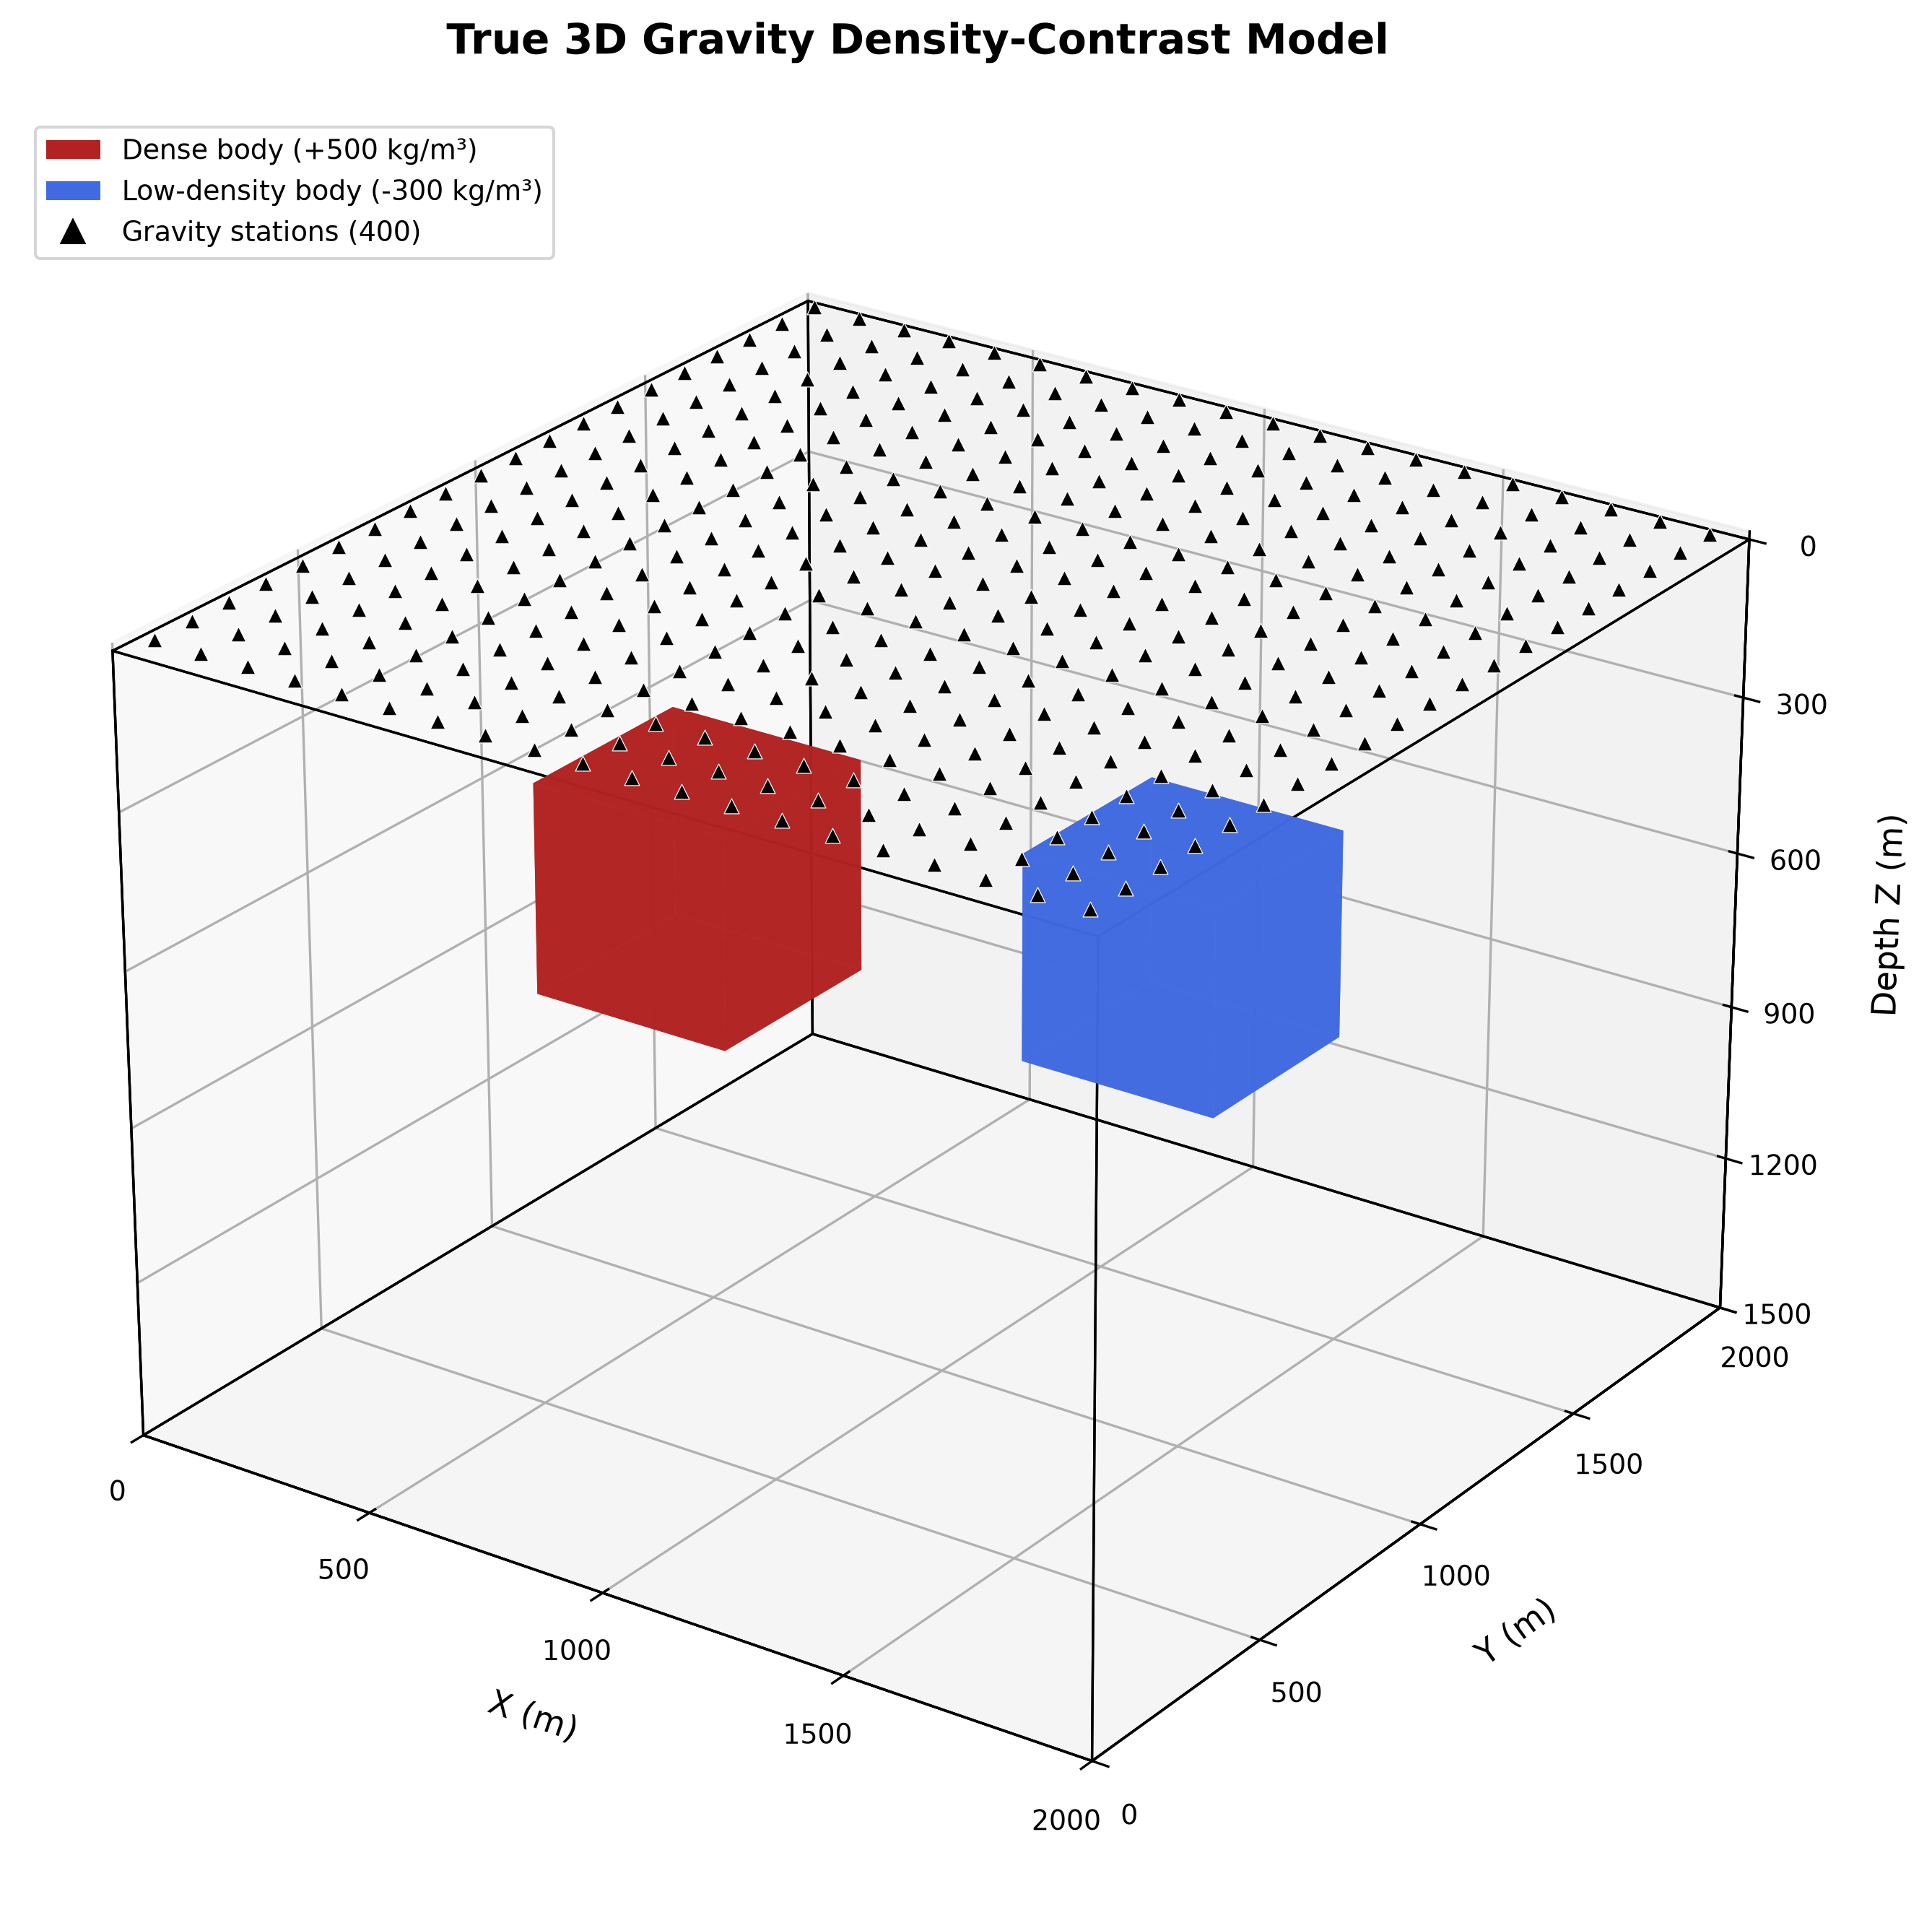 True 3D Gravity Density-Contrast Model
Dense body (+500 kg/m³)
Low-density body (-300 kg/m³)
Gravity stations (400)
0
300
600
900
1200
1500
Depth Z (m)
2000
1500
1000
500
0
Y (m)
0
500
1000
1500
2000
X (m)